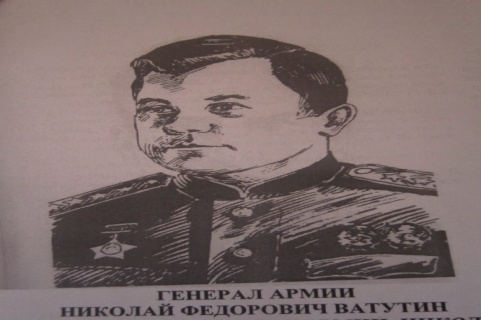 ГЕНЕРАЛ АРМИИ
НИКОЛАЙ ФЕДОРОВИЧ ВАТУТИН